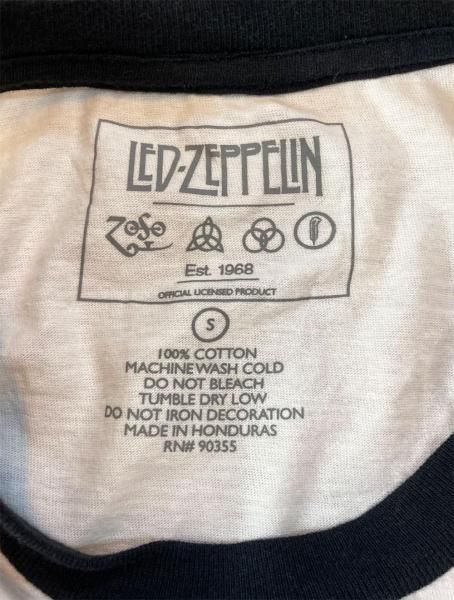 LED-ZEPPELIN
ZoSo
Est. 1968
OFFICIAL LICENSED PRODUCT
S
100% COTTON
MACHINE WASH COLD
DO NOT BLEACH
TUMBLE DRY LOW
DO NOT IRON DECORATION
MADE IN HONDURAS
RN# 90355